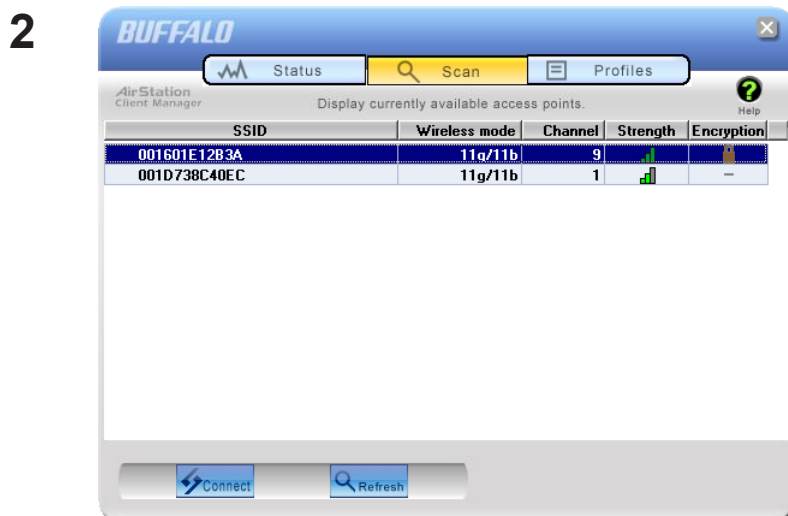 2
BUFFALO
Status Scan Profiles
AirStation
Client Manager
Display currently available access points.
Help
SSID Wireless mode Channel Strength Encryption
001601E12B3A 11g/11b 9
001D738C40EC 11g/11b 1 –
Connect Refresh